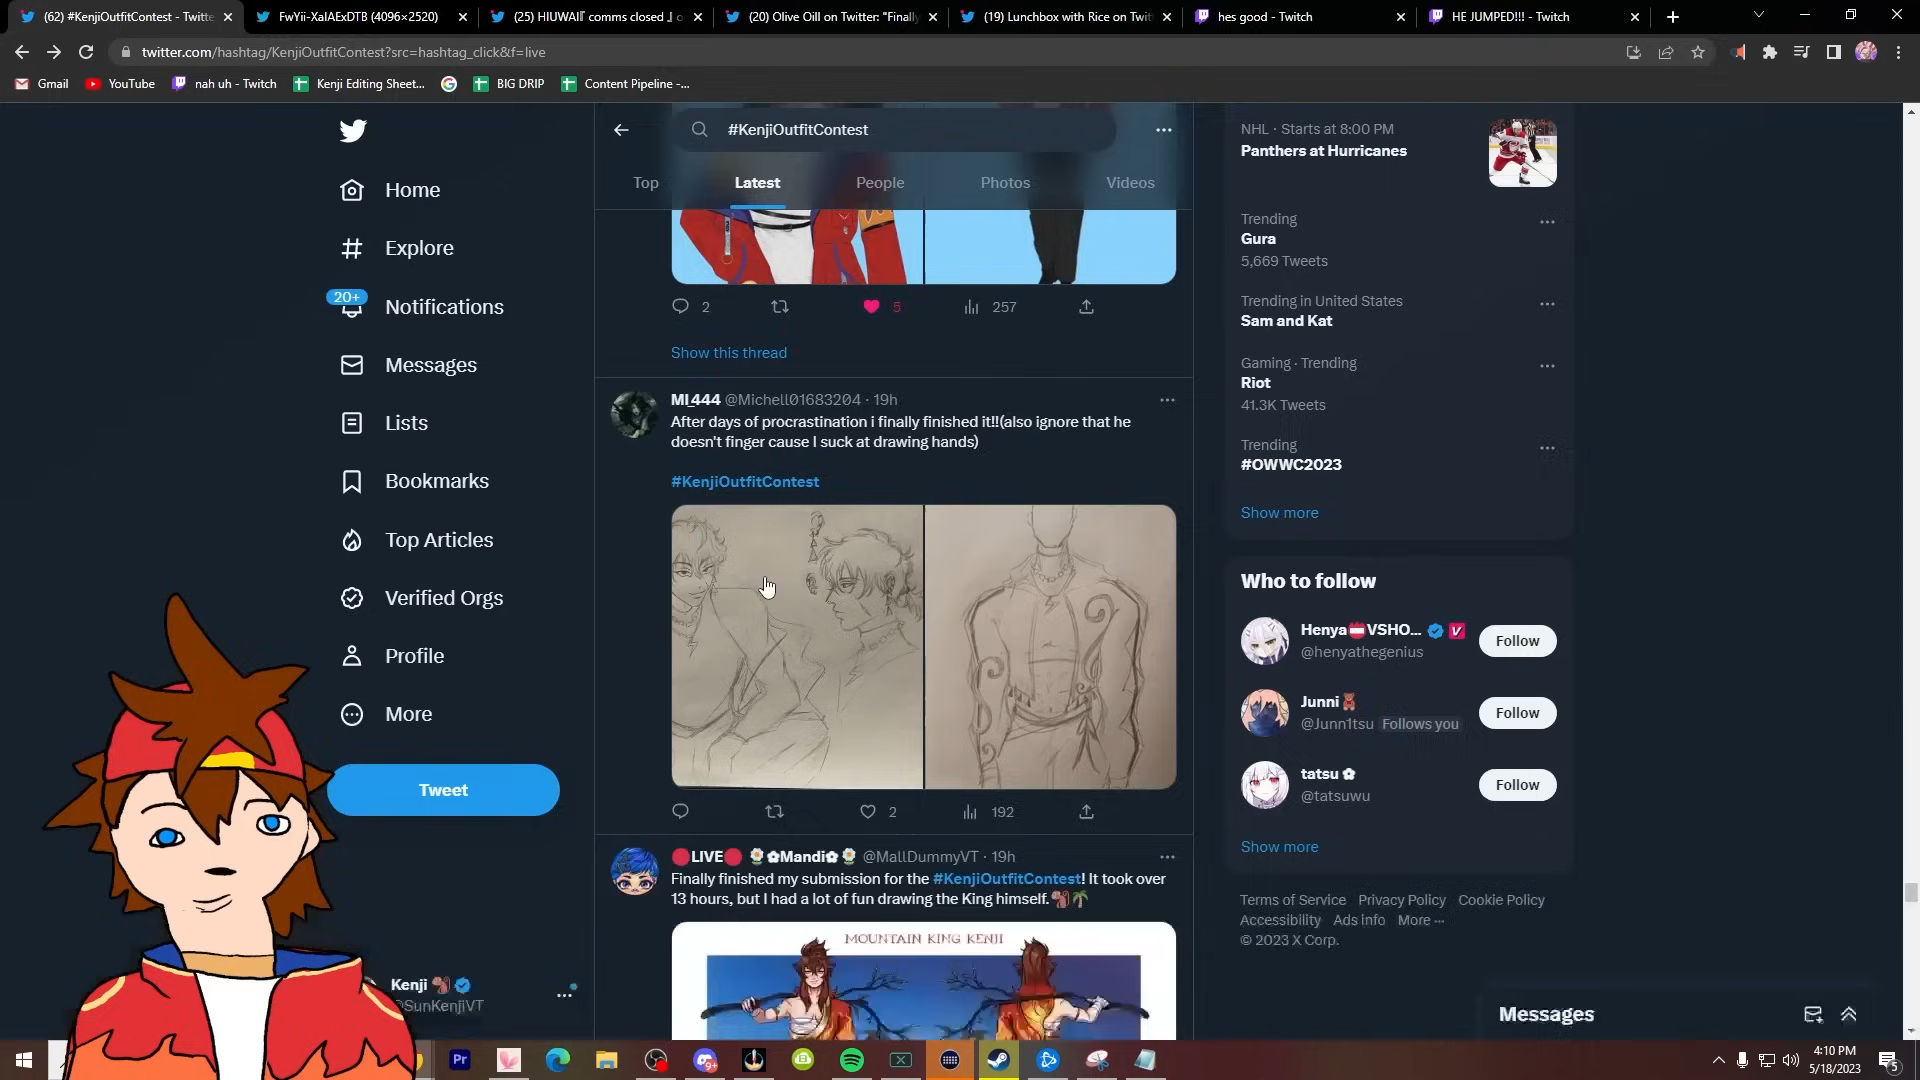 (62) #KenjiOutfitContest - Twitte
FwYii-XaIAExDTB (4096×2520)
(25) HIUWAII『 comms closed 』 o
(20) Olive Oill on Twitter: "Finally
(19) Lunchbox with Rice on Twit
hes good - Twitch
HE JUMPED!!! - Twitch
twitter.com/hashtag/KenjiOutfitContest?src=hashtag_click&f=live
Gmail
YouTube
nah uh - Twitch
Kenji Editing Sheet...
BIG DRIP
Content Pipeline -...
Home
Explore
20+
Notifications
Messages
Lists
Bookmarks
Top Articles
Verified Orgs
Profile
More
Tweet
Kenji
@SunKenjiVT
#KenjiOutfitContest
Top
Latest
People
Photos
Videos
2
5
257
Show this thread
MI_444 @Michell01683204 · 19h
After days of procrastination i finally finished it!!(also ignore that he
doesn't finger cause I suck at drawing hands)
#KenjiOutfitContest
2
192
LIVE Mandi @MallDummyVT · 19h
Finally finished my submission for the #KenjiOutfitContest! It took over
13 hours, but I had a lot of fun drawing the King himself.
MOUNTAIN KING KENJI
NHL · Starts at 8:00 PM
Panthers at Hurricanes
Trending
Gura
5,669 Tweets
Trending in United States
Sam and Kat
Gaming · Trending
Riot
41.3K Tweets
Trending
#OWWC2023
Show more
Who to follow
Henya VSHO...
@henyathegenius
Follow
Junni
@Junn1tsu Follows you
Follow
tatsu
@tatsuwu
Follow
Show more
Terms of Service Privacy Policy Cookie Policy
Accessibility Ads info More ...
© 2023 X Corp.
Messages
Pr
9+
4:10 PM
5/18/2023
5